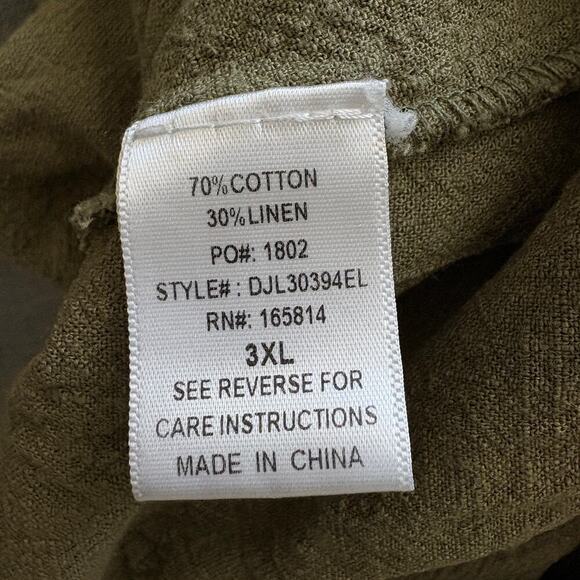 70% COTTON
30% LINEN
PO#: 1802
STYLE# : DJL30394EL
RN#: 165814
3XL
SEE REVERSE FOR
CARE INSTRUCTIONS
MADE IN CHINA